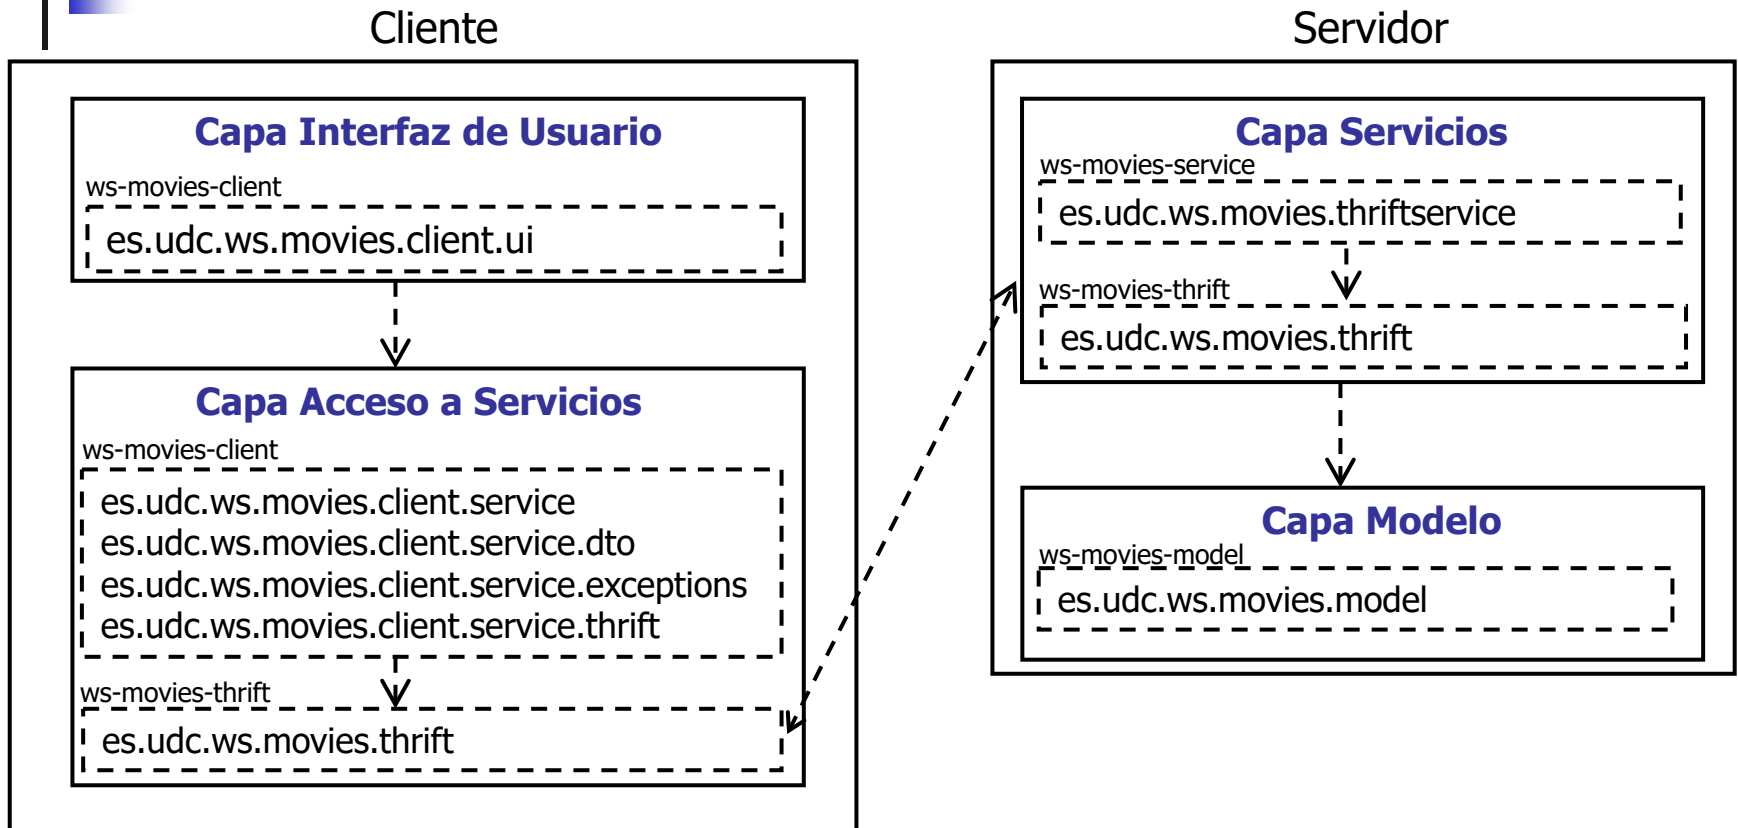 Cliente
Capa Interfaz de Usuario
ws-movies-client
es.udc.ws.movies.client.ui
Capa Acceso a Servicios
ws-movies-client
es.udc.ws.movies.client.service
es.udc.ws.movies.client.service.dto
es.udc.ws.movies.client.service.exceptions
es.udc.ws.movies.client.service.thrift
ws-movies-thrift
es.udc.ws.movies.thrift
Servidor
Capa Servicios
ws-movies-service
es.udc.ws.movies.thriftservice
ws-movies-thrift
es.udc.ws.movies.thrift
Capa Modelo
ws-movies-model
es.udc.ws.movies.model